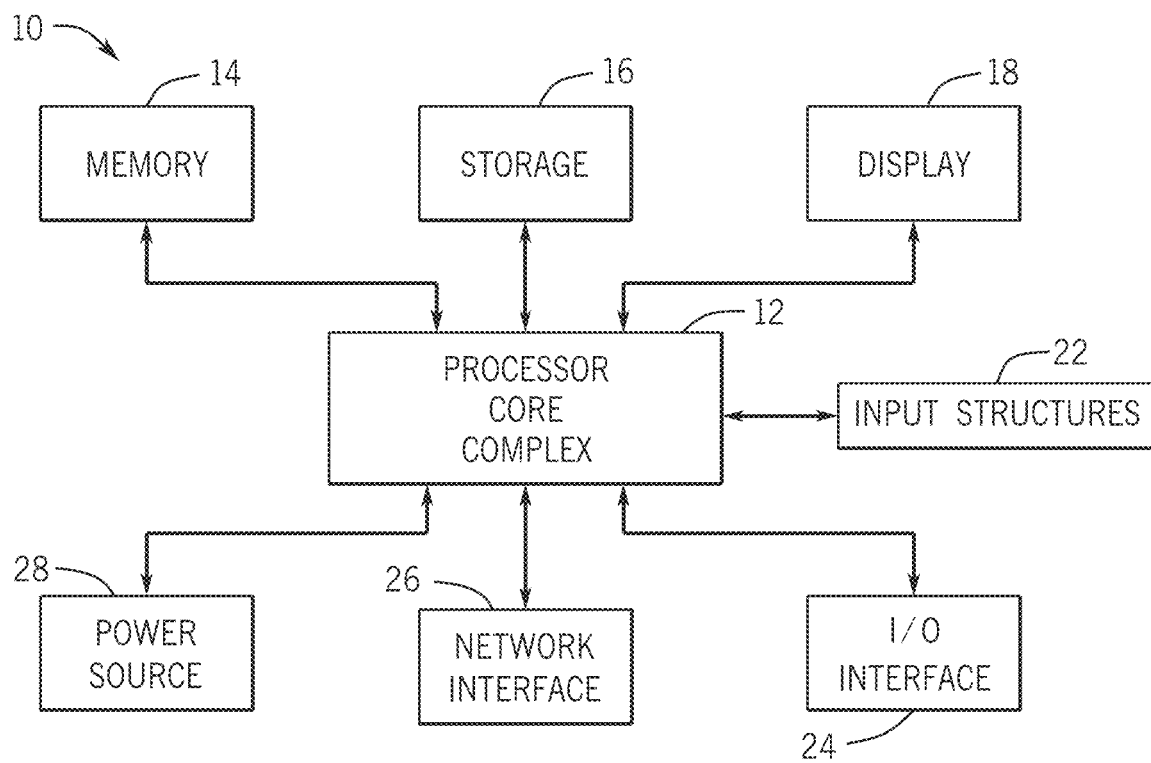 10
14
16
18
MEMORY
STORAGE
DISPLAY
12
PROCESSOR
CORE
COMPLEX
22
INPUT STRUCTURES
28
POWER
SOURCE
26
NETWORK
INTERFACE
I/O
INTERFACE
24